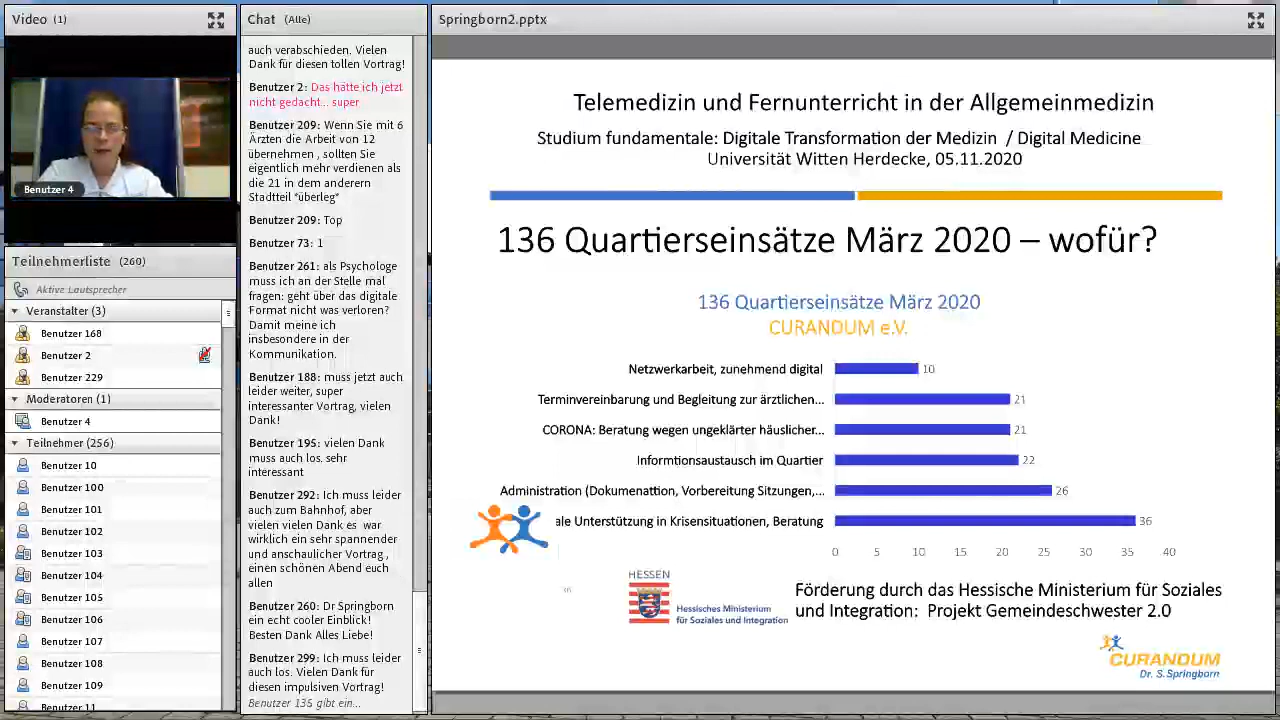 Video (1)
Benutzer 4
Teilnehmerliste (260)
Aktive Lautsprecher
Veranstalter (3)
Benutzer 168
Benutzer 2
Benutzer 229
Moderatoren (1)
Benutzer 4
Teilnehmer (256)
Benutzer 10
Benutzer 100
Benutzer 101
Benutzer 102
Benutzer 103
Benutzer 104
Benutzer 105
Benutzer 106
Benutzer 107
Benutzer 108
Benutzer 109
Benutzer 11
Chat (Alle)
auch verabschieden. Vielen
Dank für diesen tollen Vortrag!
Benutzer 2: Das hätte ich jetzt
nicht gedacht... super
Benutzer 209: Wenn Sie mit 6
Ärzten die Arbeit von 12
übernehmen , sollten Sie
eigentlich mehr verdienen als
die 21 in dem anderern
Stadtteil *überleg*
Benutzer 209: Top
Benutzer 73: 1
Benutzer 261: als Psychologe
muss ich an der Stelle mal
fragen: geht über das digitale
Format nicht was verloren?
Damit meine ich
insbesondere in der
Kommunikation.
Benutzer 188: muss jetzt auch
leider weiter, super
interessanter Vortrag, vielen
Dank!
Benutzer 195: vielen Dank
muss auch los. sehr
interessant
Benutzer 292: Ich muss leider
auch zum Bahnhof, aber
vielen vielen Dank es war
wirklich ein sehr spannender
und anschaulicher Vortrag ,
einen schönen Abend euch
allen
Benutzer 260: Dr Springborn
ein echt cooler Einblick!
Besten Dank Alles Liebe!
Benutzer 299: Ich muss leider
auch los. Vielen Dank für
diesen impulsiven Vortrag!
Benutzer 135 gibt ein...
Springborn2.pptx
Telemedizin und Fernunterricht in der Allgemeinmedizin
Studium fundamentale: Digitale Transformation der Medizin / Digital Medicine
Universität Witten Herdecke, 05.11.2020
136 Quartierseinsätze März 2020 – wofür?
136 Quartierseinsätze März 2020
CURANDUM e.V.
Netzwerkarbeit, zunehmend digital 10
Terminvereinbarung und Begleitung zur ärztlichen... 21
CORONA: Beratung wegen ungeklärter häuslicher... 21
Informtionsaustausch im Quartier 22
Administration (Dokumenattion, Vorbereitung Sitzungen,... 26
ale Unterstützung in Krisensituationen, Beratung 36
0 5 10 15 20 25 30 35 40
HESSEN
Hessisches Ministerium
für Soziales und Integration
Förderung durch das Hessische Ministerium für Soziales
und Integration: Projekt Gemeindeschwester 2.0
CURANDUM
Dr. S.Springborn